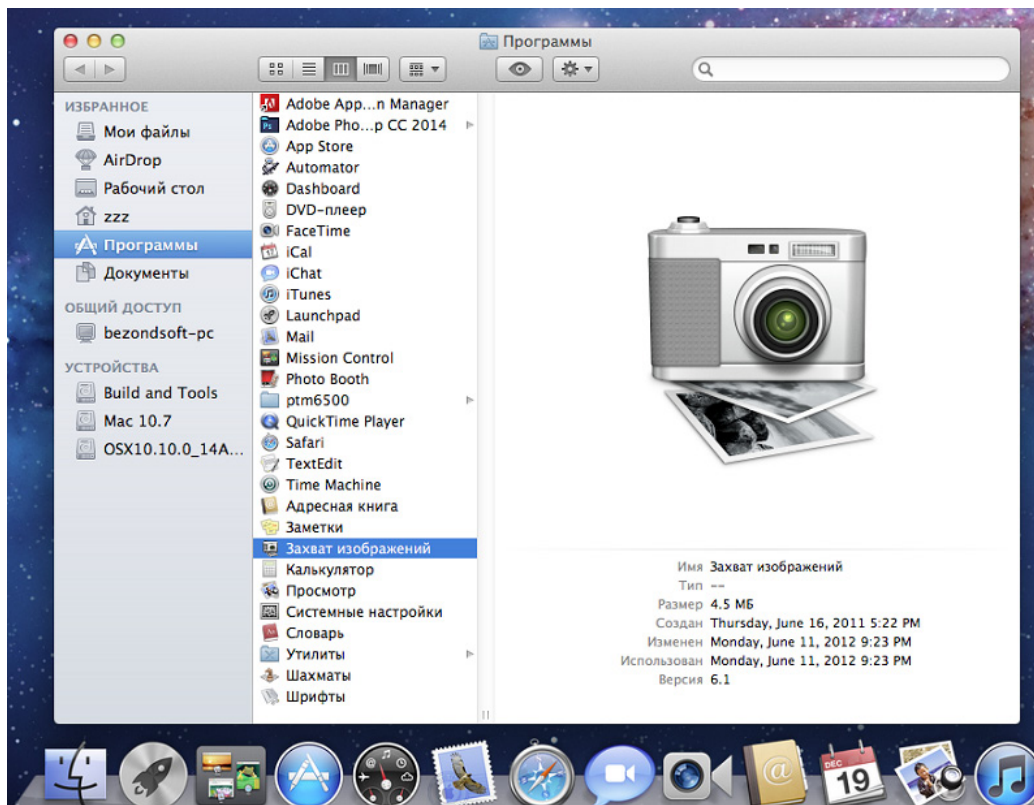 Программы
ИЗБРАННОЕ
Мои файлы
AirDrop
Рабочий стол
zzz
Программы
Документы
ОБЩИЙ ДОСТУП
bezondsoft-pc
УСТРОЙСТВА
Build and Tools
Mac 10.7
OSX10.10.0_14A...
Adobe App...n Manager
Adobe Pho...p CC 2014
App Store
Automator
Dashboard
DVD-плеер
FaceTime
iCal
iChat
iTunes
Launchpad
Mail
Mission Control
Photo Booth
ptm6500
QuickTime Player
Safari
TextEdit
Time Machine
Адресная книга
Заметки
Захват изображений
Калькулятор
Просмотр
Системные настройки
Словарь
Утилиты
Шахматы
Шрифты
Имя Захват изображений
Тип --
Размер 4.5 МБ
Создан Thursday, June 16, 2011 5:22 PM
Изменен Monday, June 11, 2012 9:23 PM
Использован Monday, June 11, 2012 9:23 PM
Версия 6.1
@
DEC
19